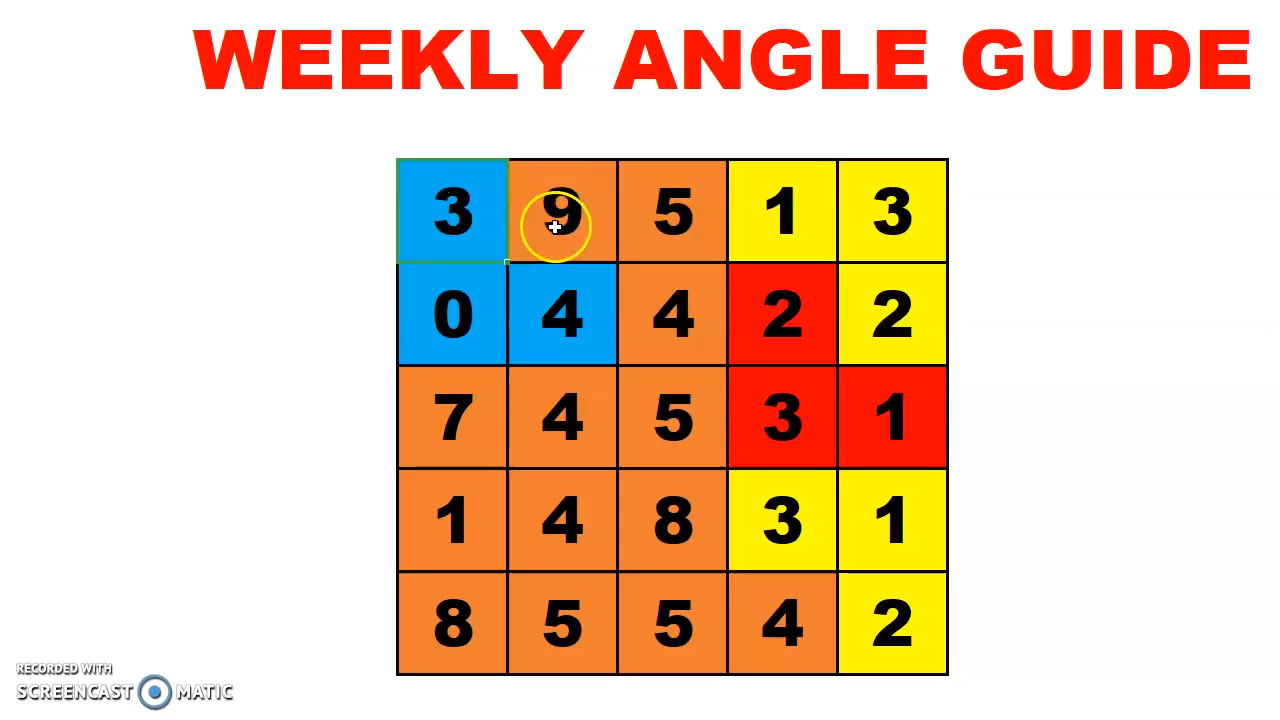 WEEKLY ANGLE GUIDE
3 9 5 1 3
0 4 4 2 2
7 4 5 3 1
1 4 8 3 1
8 5 5 4 2
RECORDED WITH
SCREENCAST MATIC